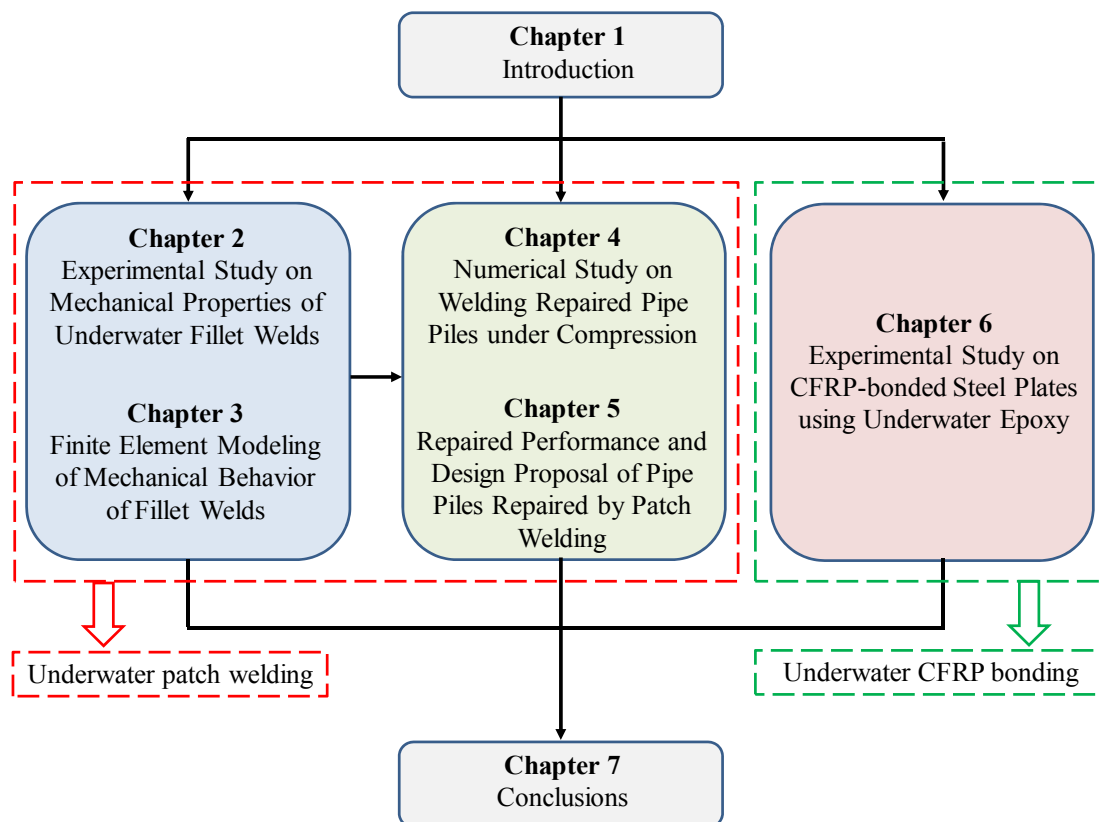 Chapter 1
Introduction
Chapter 2
Experimental Study on
Mechanical Properties of
Underwater Fillet Welds
Chapter 3
Finite Element Modeling
of Mechanical Behavior
of Fillet Welds
Chapter 4
Numerical Study on
Welding Repaired Pipe
Piles under Compression
Chapter 5
Repaired Performance and
Design Proposal of Pipe
Piles Repaired by Patch
Welding
Chapter 6
Experimental Study on
CFRP-bonded Steel Plates
using Underwater Epoxy
Underwater patch welding
Underwater CFRP bonding
Chapter 7
Conclusions